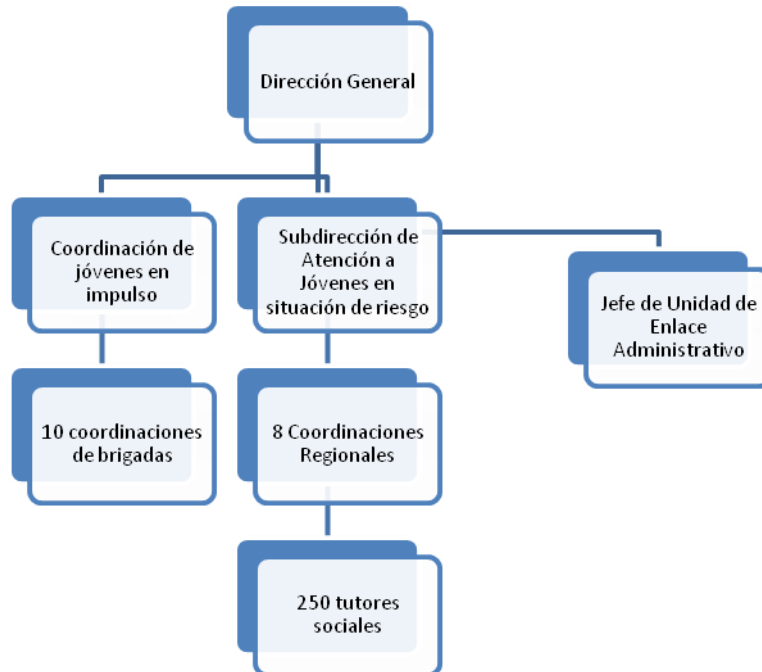 Dirección General
Coordinación de
jóvenes en
impulso
Subdirección de
Atención a
Jóvenes en
situación de riesgo
Jefe de Unidad de
Enlace
Administrativo
10 coordinaciones
de brigadas
8 Coordinaciones
Regionales
250 tutores
sociales